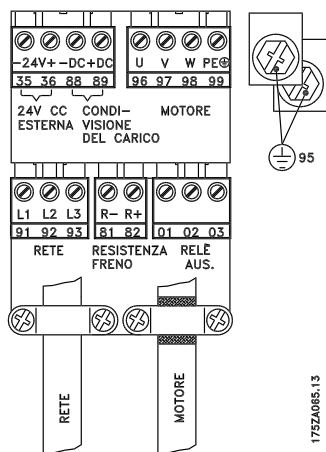 -24V+ -DC+DC
35 36 88 89
24V CC
ESTERNA
CONDI-
VISIONE
DEL CARICO
U V W PE
96 97 98 99
MOTORE
95
L1 L2 L3
91 92 93
RETE
R- R+
81 82
RESISTENZA
FRENO
01 02 03
RELÈ
AUS.
RETE
MOTORE
175ZA065.13